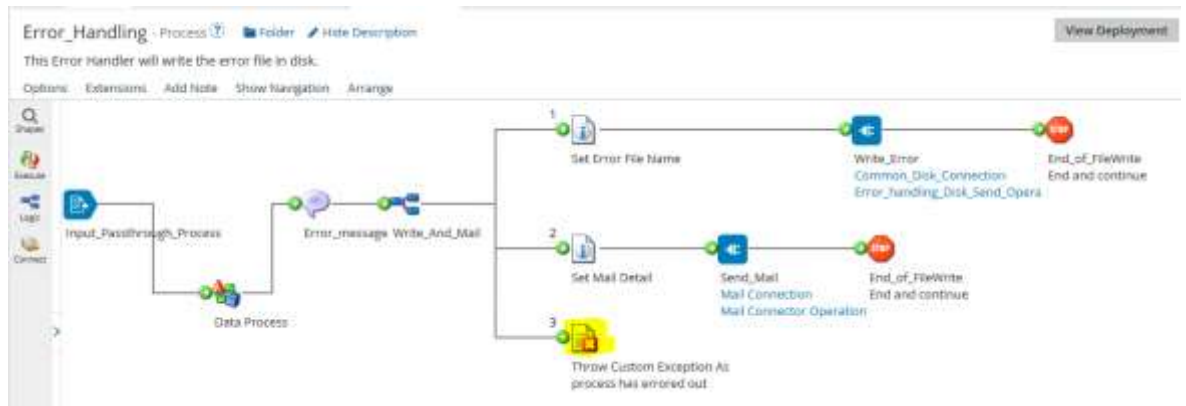 Error_Handling - Process ? Folder Hide Description
View Deployment
This Error Handler will write the error file in disk.
Options Extensions Add Note Show Navigation Arrange
Shapes
Execute
Logic
Connect
Input_Passthrough_Process
Data Process
Error_message
Write_And_Mail
1
Set Error File Name
Write_Error
Common_Disk_Connection
Error_handling_Disk_Send_Opera
STOP
End_of_FileWrite
End and continue
2
Set Mail Detail
Send_Mail
Mail Connection
Mail Connector Operation
STOP
End_of_FileWrite
End and continue
3
Throw Custom Exception As
process has errored out